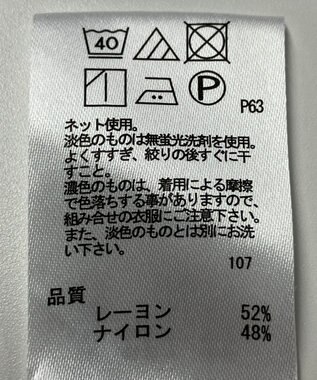 40
P
P63
ネット使用。
淡色のものは無蛍光洗剤を使用。
よくすすぎ、絞りの後すぐに干
すこと。
濃色のものは、着用による摩擦
で色落ちする事がありますので、
組み合せの衣服にご注意下さい。
また、淡色のものとは別にお洗
い下さい。
107
品質
レーヨン 52%
ナイロン 48%